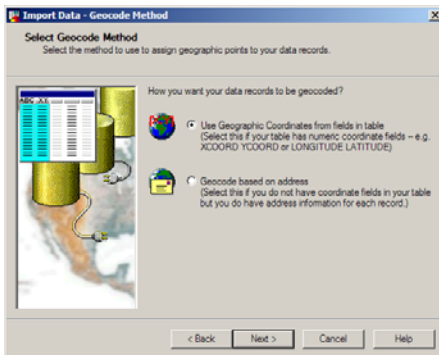 Import Data - Geocode Method
Select Geocode Method
Select the method to use to assign geographic points to your data records.
How you want your data records to be geocoded?
Use Geographic Coordinates from fields in table
(Select this if your table has numeric coordinate fields -- e.g.
XCOORD YCOORD or LONGITUDE LATITUDE)
Geocode based on address
(Select this if you do not have coordinate fields in your table
but you do have address information for each record.)
ABC XY
< Back
Next >
Cancel
Help